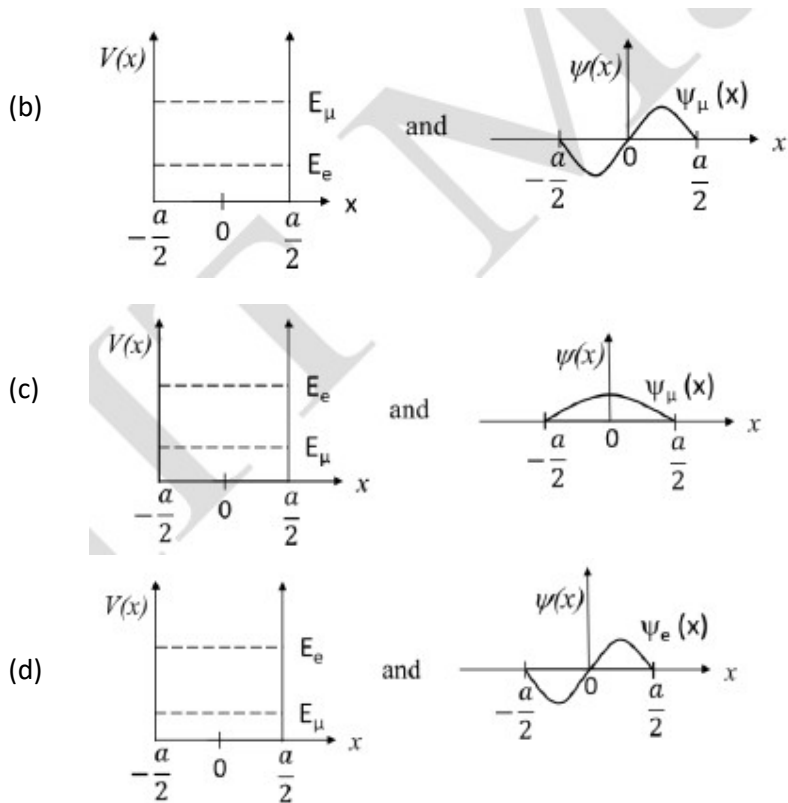 (b) V(x) E_μ E_e -a/2 0 a/2 x and ψ(x) ψ_μ (x) -a/2 0 a/2 x
(c) V(x) E_e E_μ -a/2 0 a/2 x and ψ(x) ψ_μ (x) -a/2 0 a/2 x
(d) V(x) E_e E_μ -a/2 0 a/2 x and ψ(x) ψ_e (x) -a/2 0 a/2 x